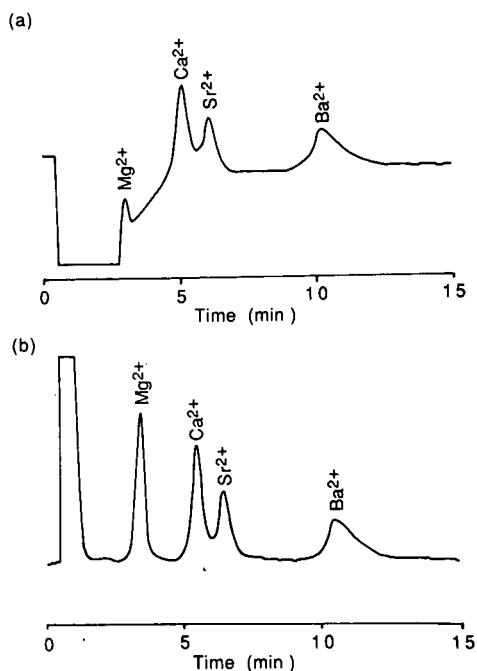 (a)
Mg2+
Ca2+
Sr2+
Ba2+
0 5 10 15
Time (min)
(b)
Mg2+
Ca2+
Sr2+
Ba2+
0 5 10 15
Time (min)